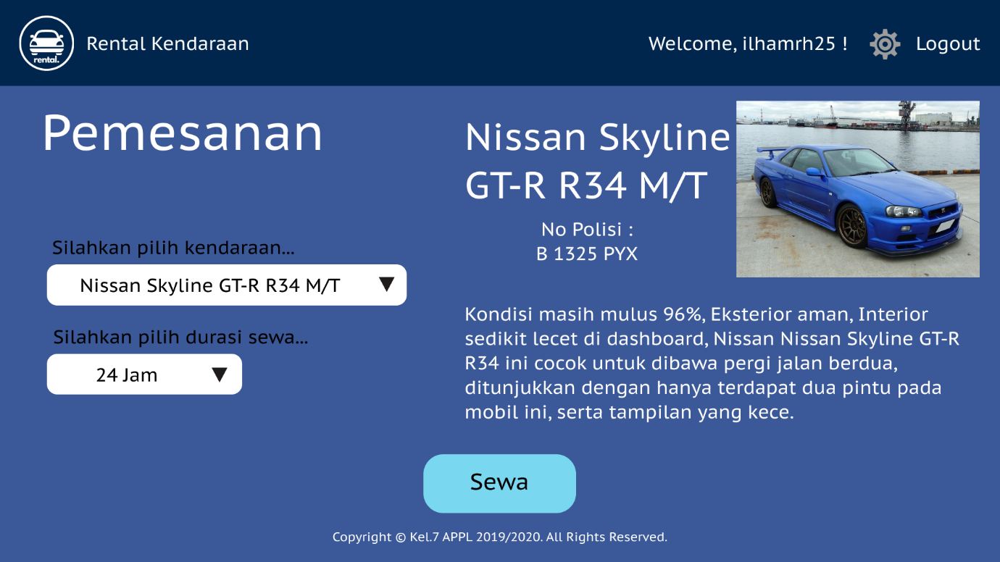 rental.
Rental Kendaraan
Welcome, ilhamrh25 !
Logout
Pemesanan
Silahkan pilih kendaraan...
Nissan Skyline GT-R R34 M/T
Silahkan pilih durasi sewa...
24 Jam
Nissan Skyline
GT-R R34 M/T
No Polisi :
B 1325 PYX
Kondisi masih mulus 96%, Eksterior aman, Interior
sedikit lecet di dashboard, Nissan Nissan Skyline GT-R
R34 ini cocok untuk dibawa pergi jalan berdua,
ditunjukkan dengan hanya terdapat dua pintu pada
mobil ini, serta tampilan yang kece.
Sewa
Copyright © Kel.7 APPL 2019/2020. All Rights Reserved.